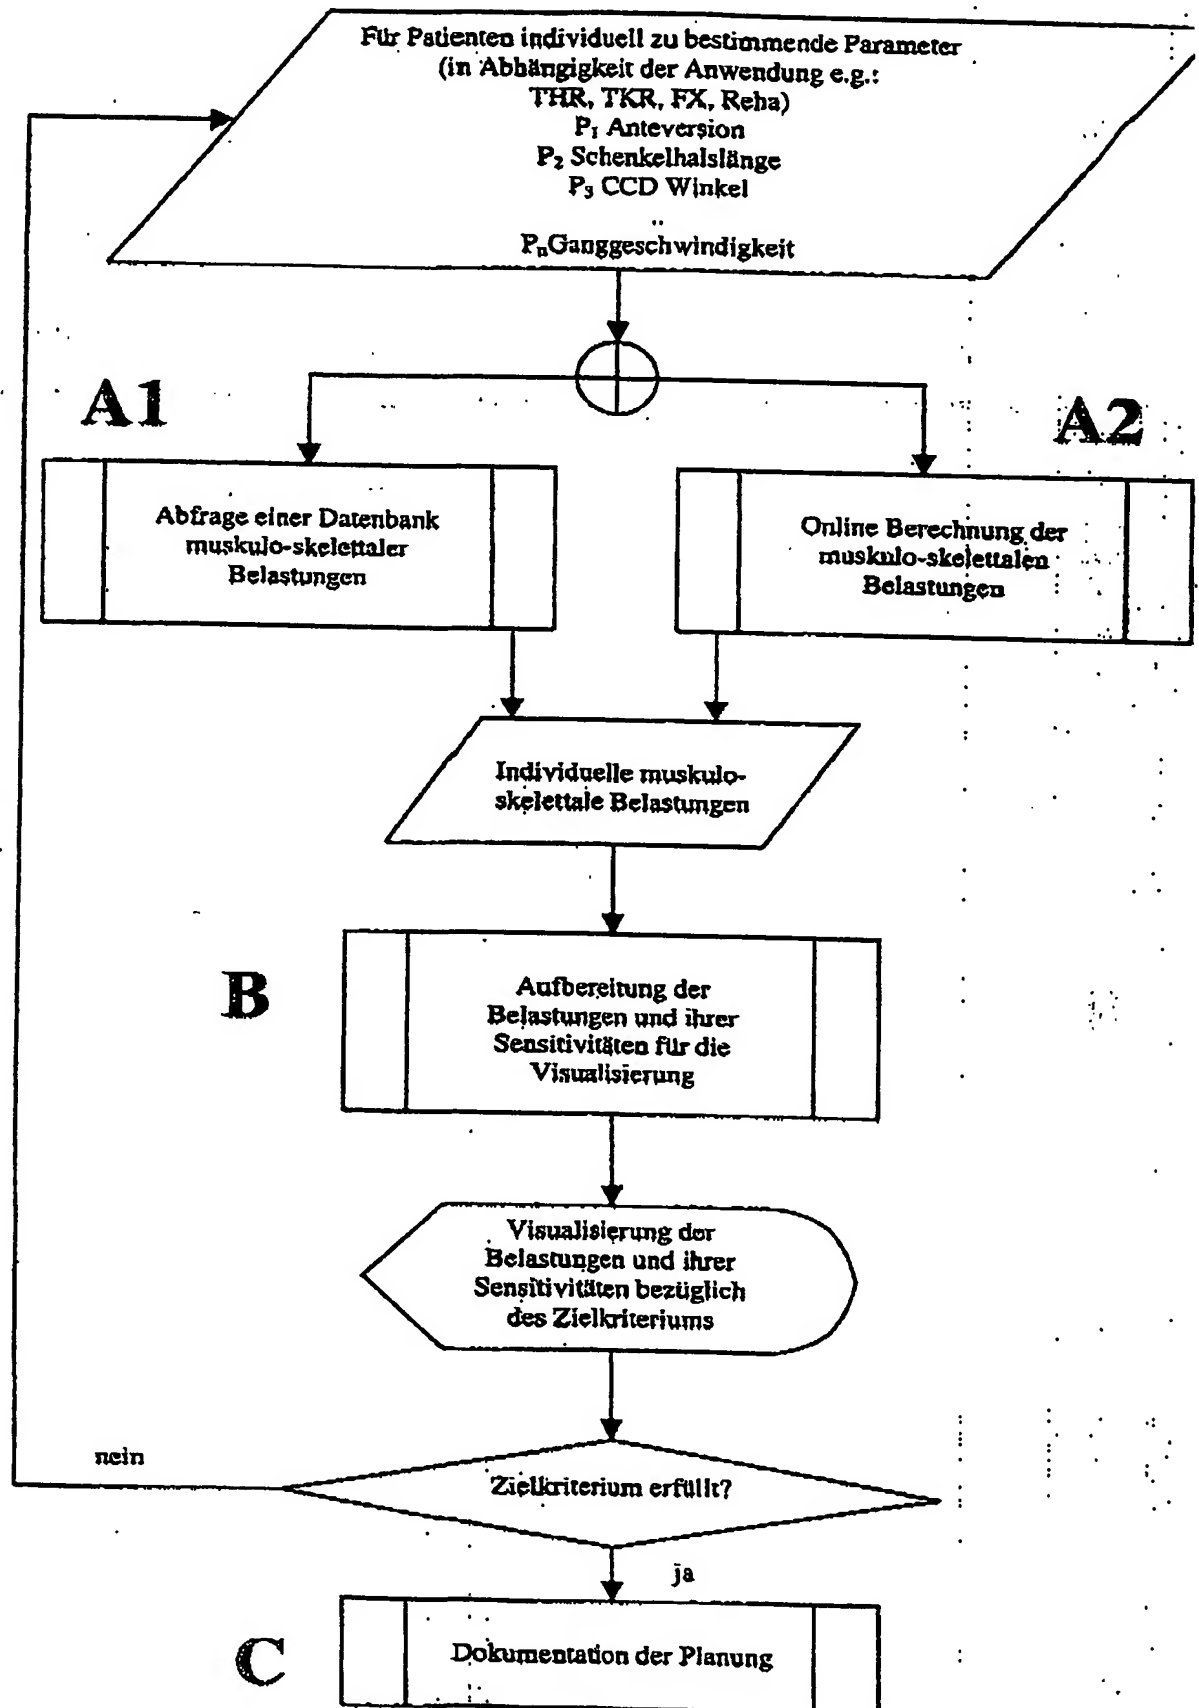 Für Patienten individuell zu bestimmende Parameter
(in Abhängigkeit der Anwendung e.g.:
THR, TKR, FX, Reha)
P₁ Anteversion
P₂ Schenkelhalslänge
P₃ CCD Winkel
..
PₙGanggeschwindigkeit
A1
A2
Abfrage einer Datenbank
muskulo-skelettaler
Belastungen
Online Berechnung der
muskulo-skelettalen
Belastungen
Individuelle muskulo-
skelettale Belastungen
B
Aufbereitung der
Belastungen und ihrer
Sensitivitäten für die
Visualisierung
Visualisierung der
Belastungen und ihrer
Sensitivitäten bezüglich
des Zielkriteriums
nein
Zielkriterium erfüllt?
ja
C
Dokumentation der Planung